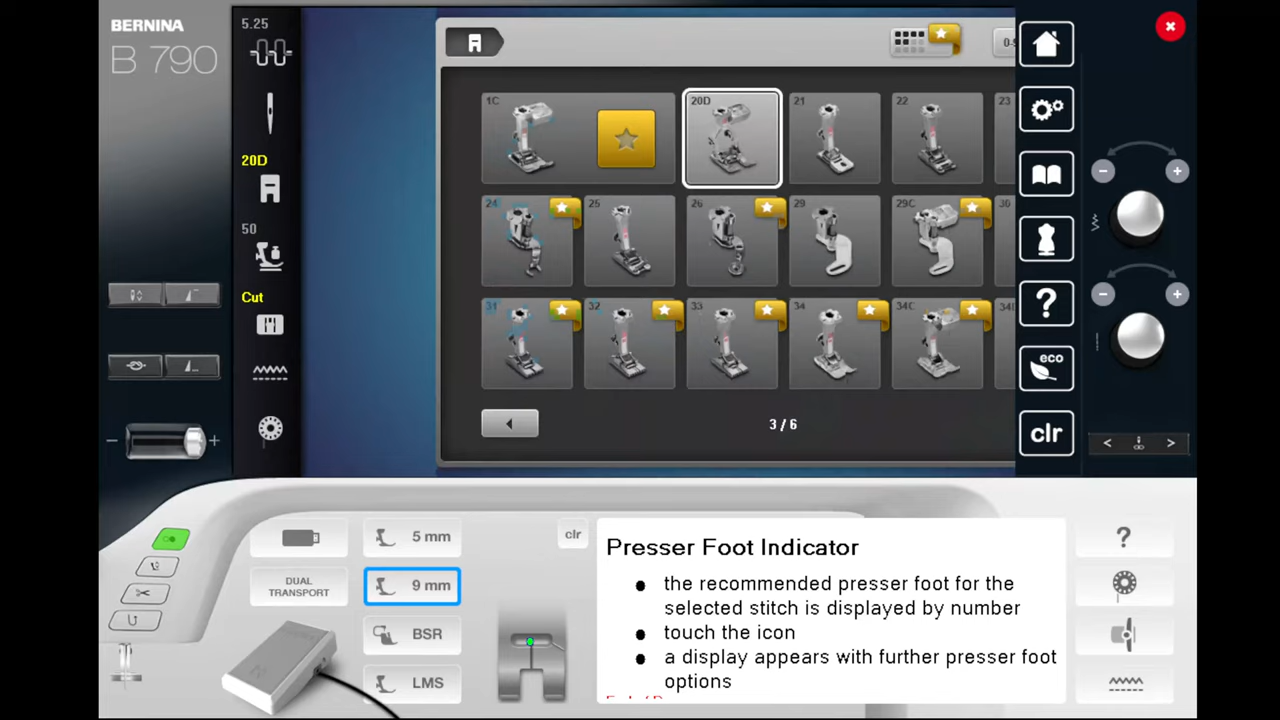 BERNINA
B 790
5.25
20D
50
Cut
1C
20D
21
22
23
24
25
26
29
29C
30
31
32
33
34
34C
3/6
eco
clr
DUAL
TRANSPORT
5 mm
9 mm
BSR
LMS
clr
Presser Foot Indicator
● the recommended presser foot for the
selected stitch is displayed by number
● touch the icon
● a display appears with further presser foot
options